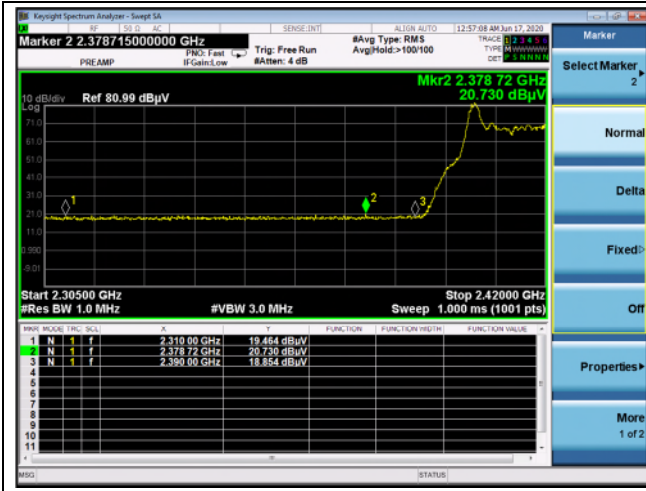 Keysight Spectrum Analyzer - Swept SA
RF 50 Ω AC SENSE:INT ALIGN AUTO 12:57:08 AM Jun 17, 2020
Marker 2 2.378715000000 GHz
PREAMP
PNO: Fast
IFGain:Low
Trig: Free Run
#Atten: 4 dB
#Avg Type: RMS
Avg|Hold:>100/100
TRACE 1 2 3 4 5 6
TYPE M WWWWW
DET P S N N N N
Mkr2 2.378 72 GHz
20.730 dBµV
10 dB/div Ref 80.99 dBµV
Log
71.0
61.0
51.0
41.0
31.0
21.0
11.0
0.990
-9.01
1
2
3
Start 2.30500 GHz Stop 2.42000 GHz
#Res BW 1.0 MHz #VBW 3.0 MHz Sweep 1.000 ms (1001 pts)
MKR MODE TRC SCL X Y FUNCTION FUNCTION WIDTH FUNCTION VALUE
1 N 1 f 2.310 00 GHz 19.464 dBµV
2 N 1 f 2.378 72 GHz 20.730 dBµV
3 N 1 f 2.390 00 GHz 18.854 dBµV
4
5
6
7
8
9
10
11
MSG STATUS
Marker
Select Marker
2
Normal
Delta
Fixed
Off
Properties
More
1 of 2